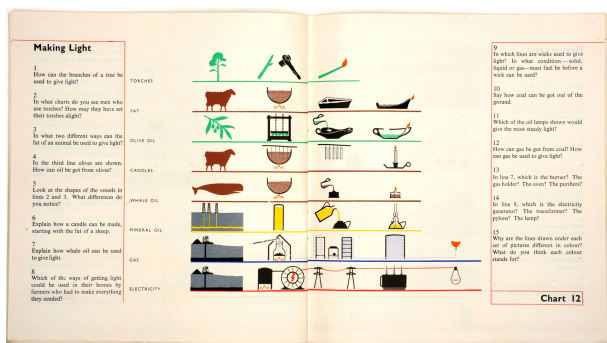 Making Light
1
How can the branches of a tree be
used to give light?
2
In what charts do you see men who
use torches? How may they have set
their torches alight?
3
In what two different ways can the
fat of an animal be used to give light?
4
In the third line olives are shown.
How can oil be got from olives?
5
Look at the shapes of the vessels in
lines 2 and 3. What differences do
you notice?
6
Explain how a candle can be made,
starting with the fat of a sheep.
7
Explain how whale oil can be used
to give light.
8
Which of the ways of getting light
could be used in their homes by
farmers who had to make everything
they needed?
TORCHES
FAT
OLIVE OIL
CANDLES
WHALE OIL
MINERAL OIL
GAS
ELECTRICITY
9
In which lines are wicks used to give
light? In what condition—solid,
liquid or gas—must fuel be before a
wick can be used?
10
Say how coal can be got out of the
ground.
11
Which of the oil lamps shown would
give the most steady light?
12
How can gas be got from coal? How
can gas be used to give light?
13
In line 7, which is the burner? The
gas holder? The oven? The purifiers?
14
In line 8, which is the electricity
generator? The transformer? The
pylons? The lamp?
15
Why are the lines drawn under each
set of pictures different in colour?
What do you think each colour
stands for?
Chart 12